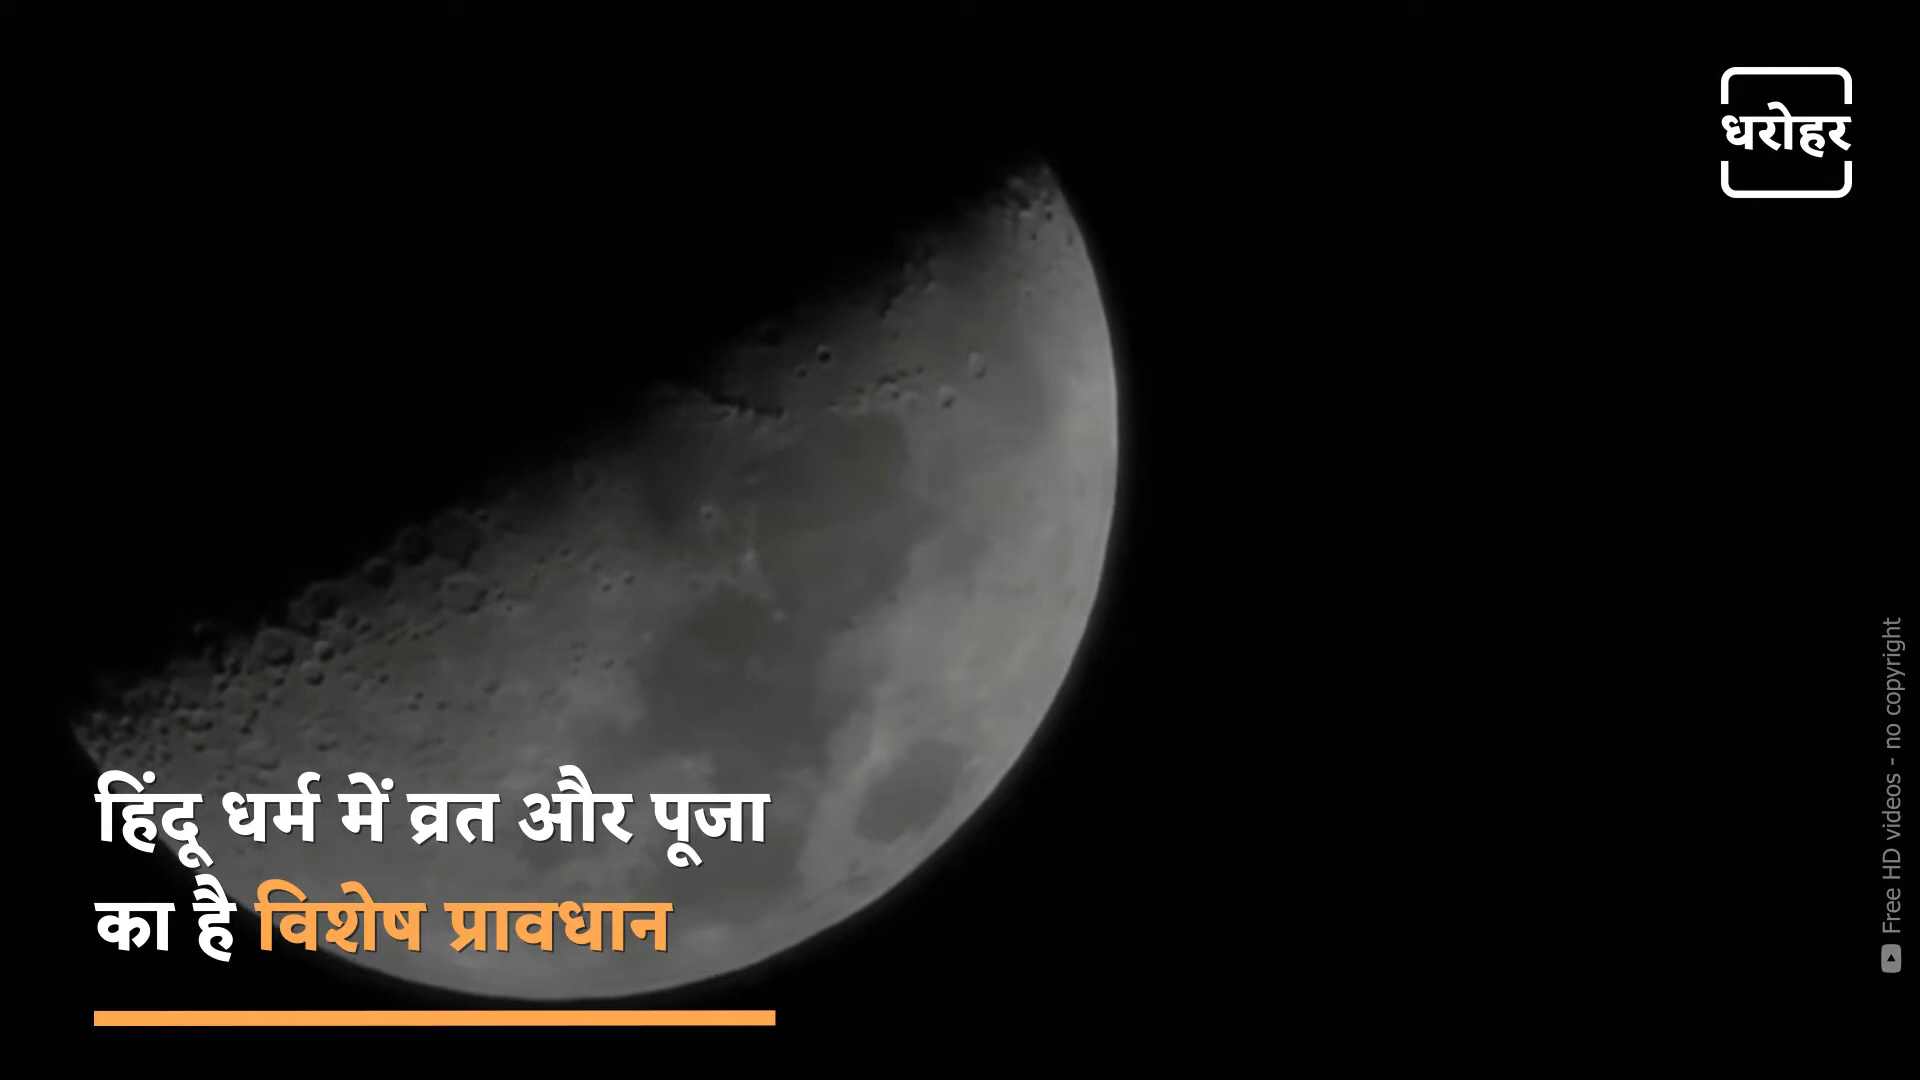 धरोहर
हिंदू धर्म में व्रत और पूजा
का है विशेष प्रावधान
Free HD videos - no copyright